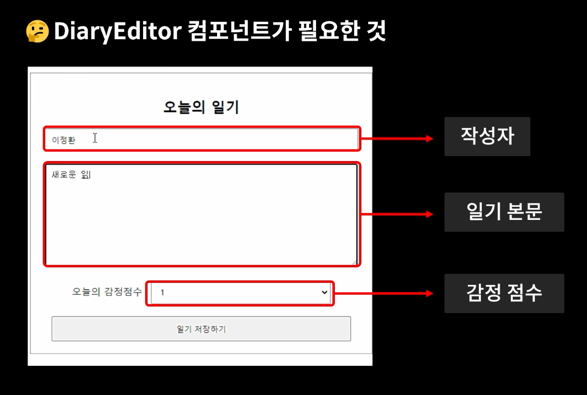 🤔 DiaryEditor 컴포넌트가 필요한 것
오늘의 일기
이정환
작성자
새로운 읽
일기 본문
오늘의 감정점수
1
감정 점수
일기 저장하기